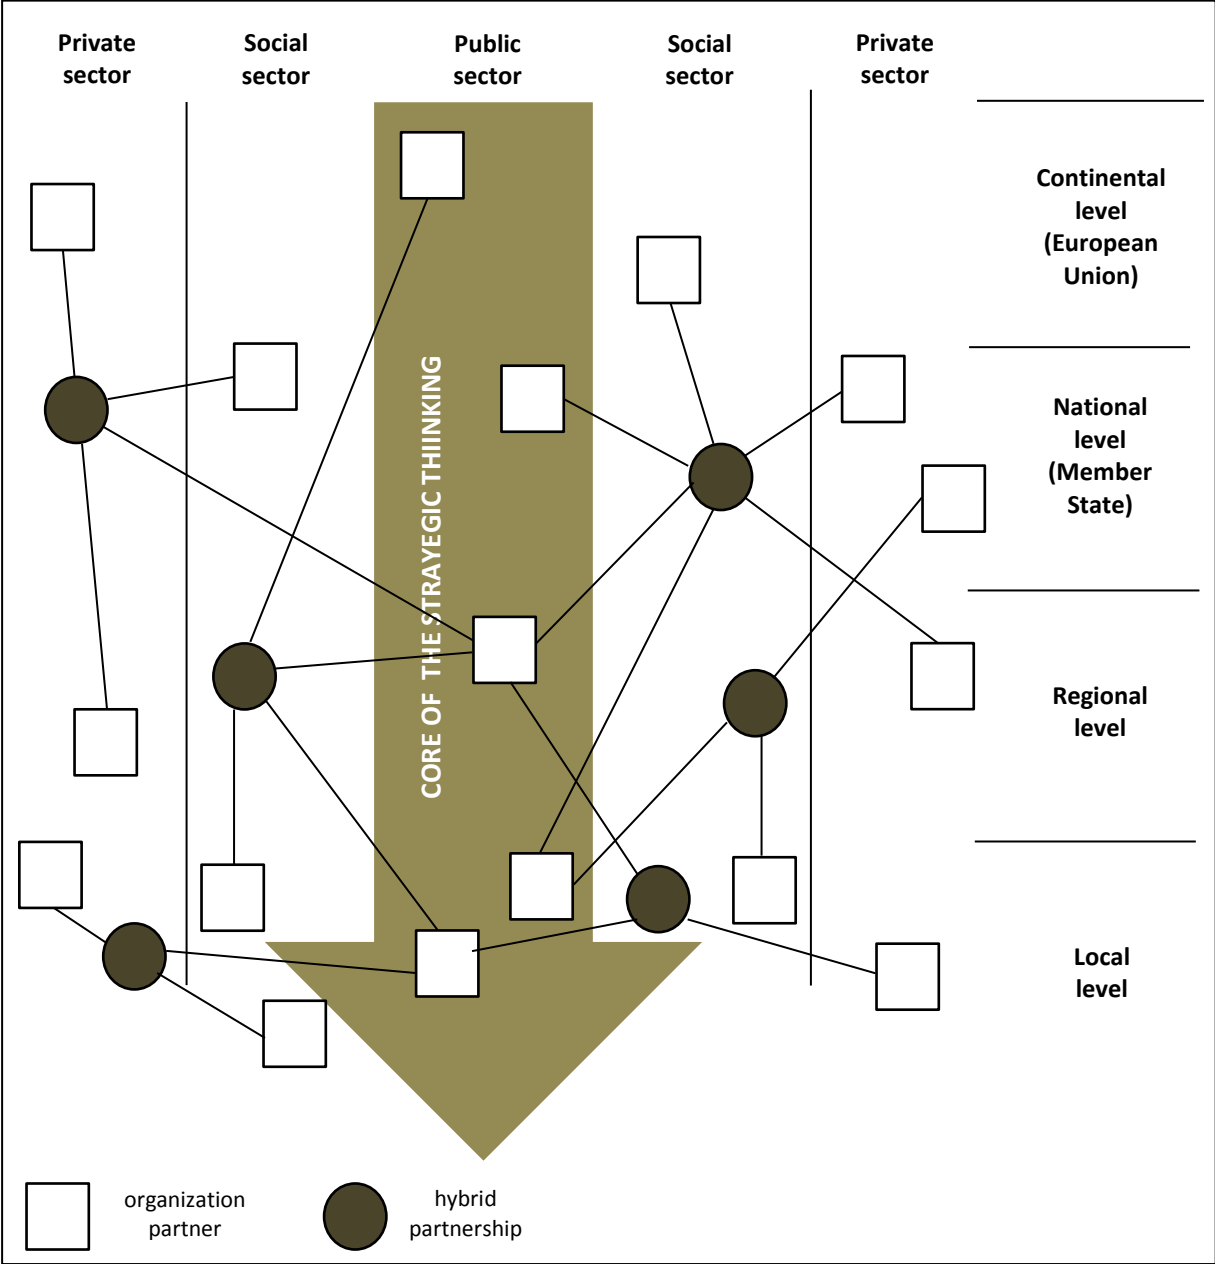 Private
sector
Social
sector
Public
sector
Social
sector
Private
sector
Continental
level
(European
Union)
National
level
(Member
State)
Regional
level
Local
level
CORE OF THE STRAYEGIC THIINKING
organization
partner
hybrid
partnership